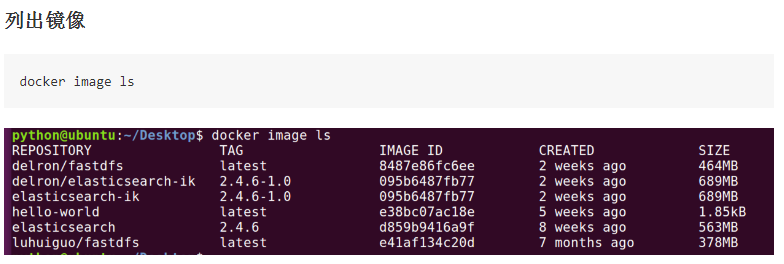 列出镜像
docker image ls
python@ubuntu:~/Desktop$ docker image ls
REPOSITORY TAG IMAGE ID CREATED SIZE
delron/fastdfs latest 8487e86fc6ee 2 weeks ago 464MB
delron/elasticsearch-ik 2.4.6-1.0 095b6487fb77 2 weeks ago 689MB
elasticsearch-ik 2.4.6-1.0 095b6487fb77 2 weeks ago 689MB
hello-world latest e38bc07ac18e 5 weeks ago 1.85kB
elasticsearch 2.4.6 d859b9416a9f 8 weeks ago 563MB
luhuiguo/fastdfs latest e41af134c20d 7 months ago 378MB